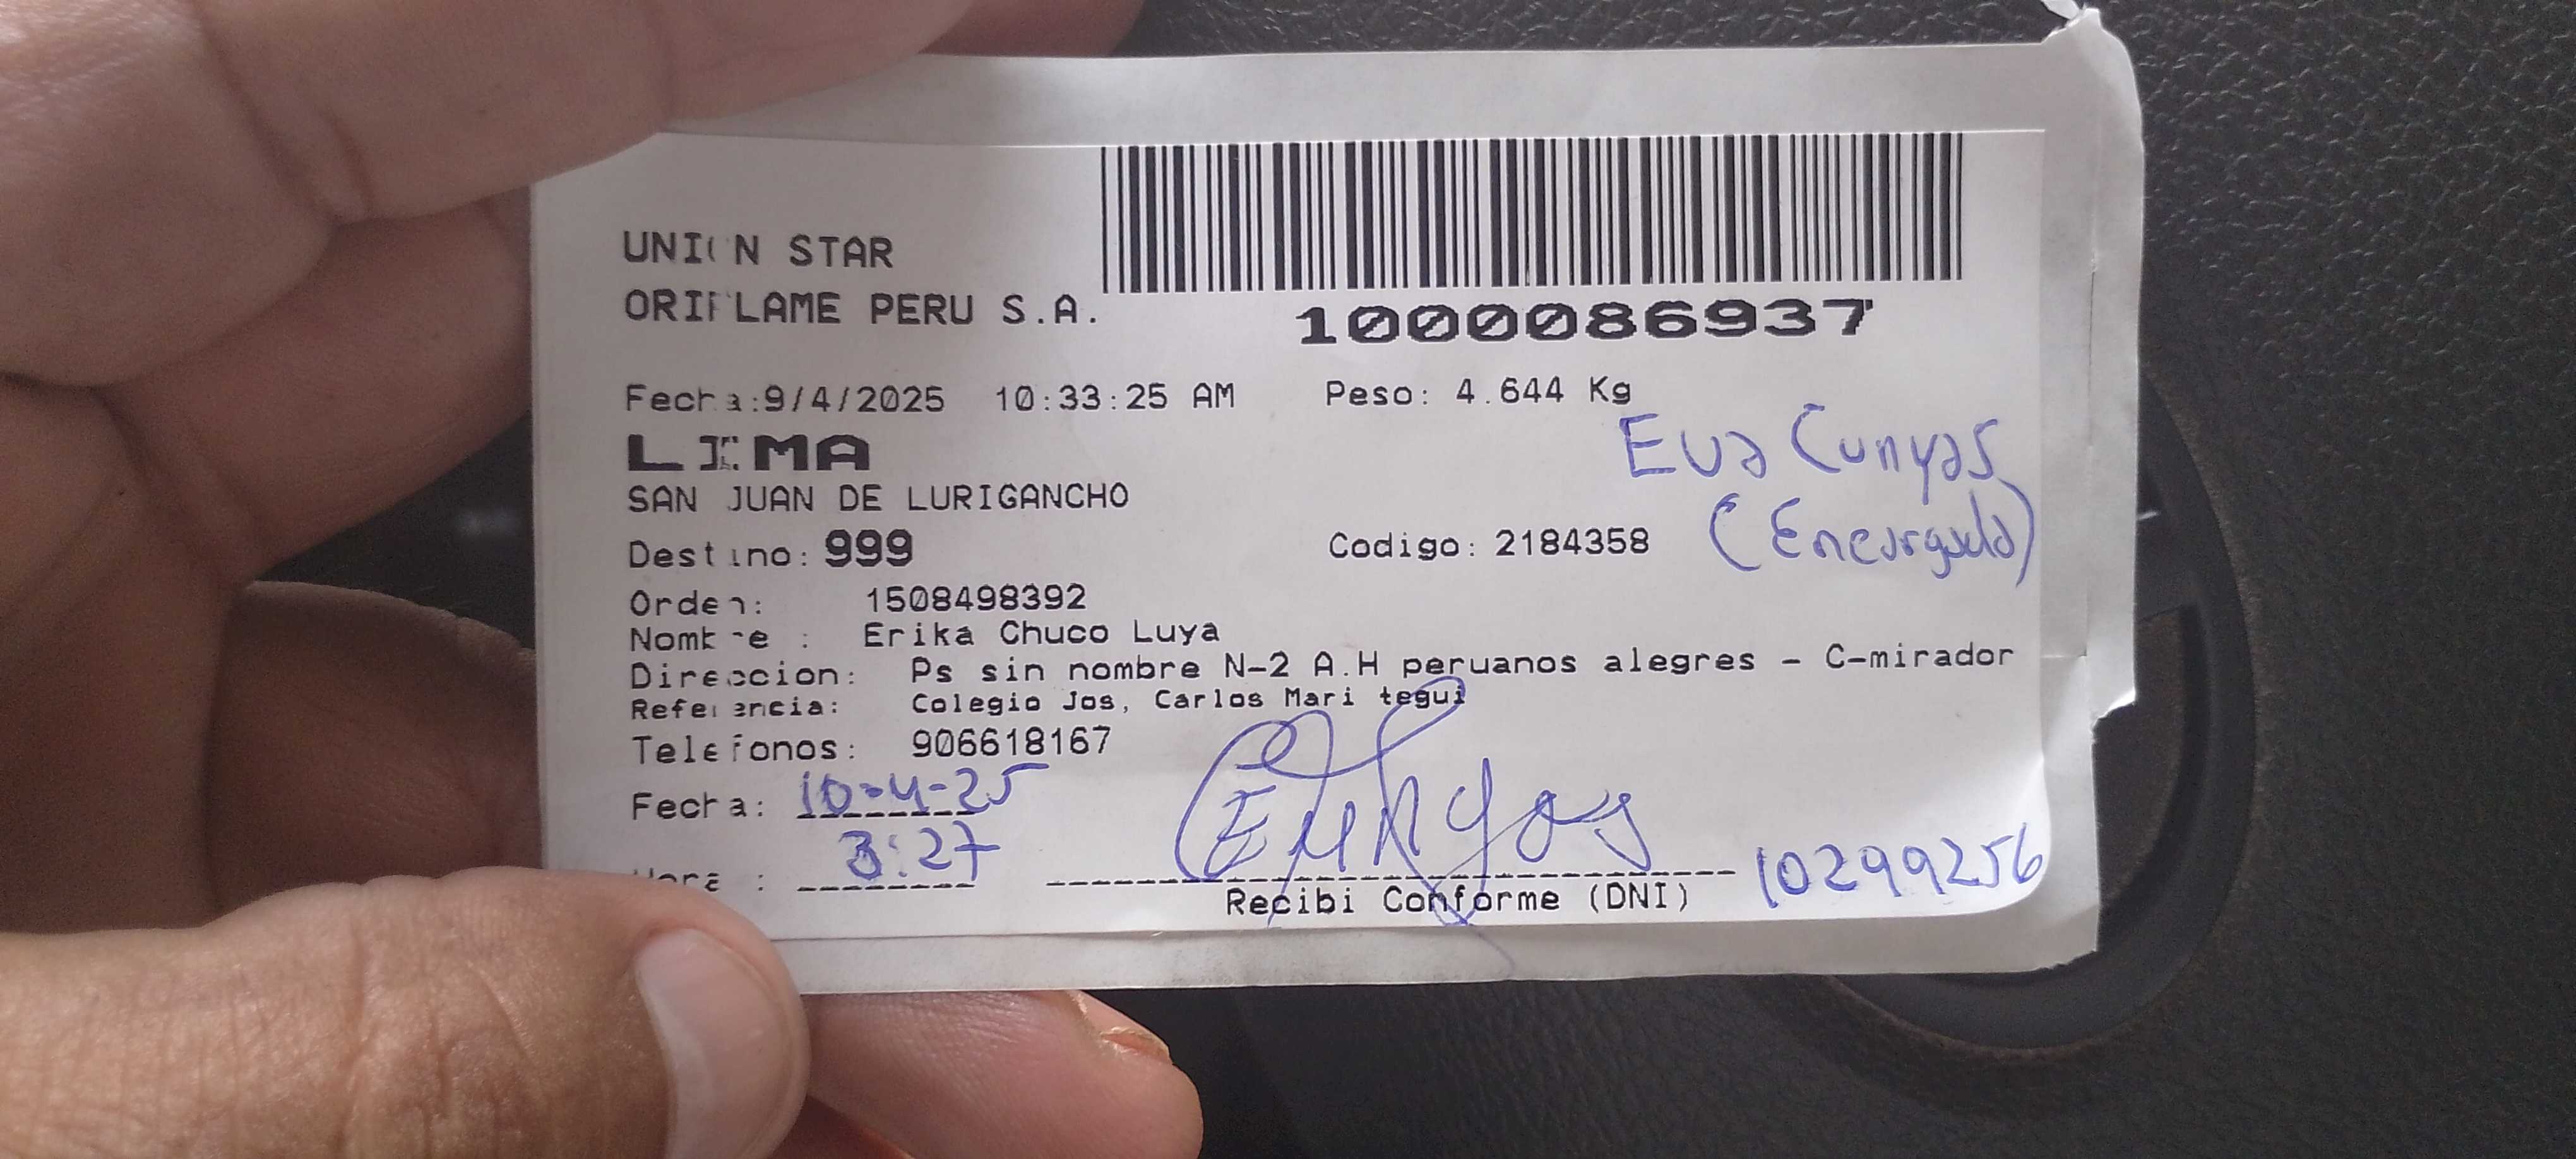 UNION STAR
ORIFLAME PERU S.A.
1000086937
Fecha:9/4/2025 10:33:25 AM Peso: 4.644 Kg
LIMA
Eva Cunyas
SAN JUAN DE LURIGANCHO
(Encargada)
Destino: 999 Codigo: 2184358
Orden: 1508498392
Nombre : Erika Chuco Luya
Direccion: Ps sin nombre N-2 A.H peruanos alegres - C-mirador
Referencia: Colegio Jos, Carlos Mari tegui
Telefonos: 906618167
Fecha: 10-4-25
Hora : 3:27
Recibi Conforme (DNI) 10299256